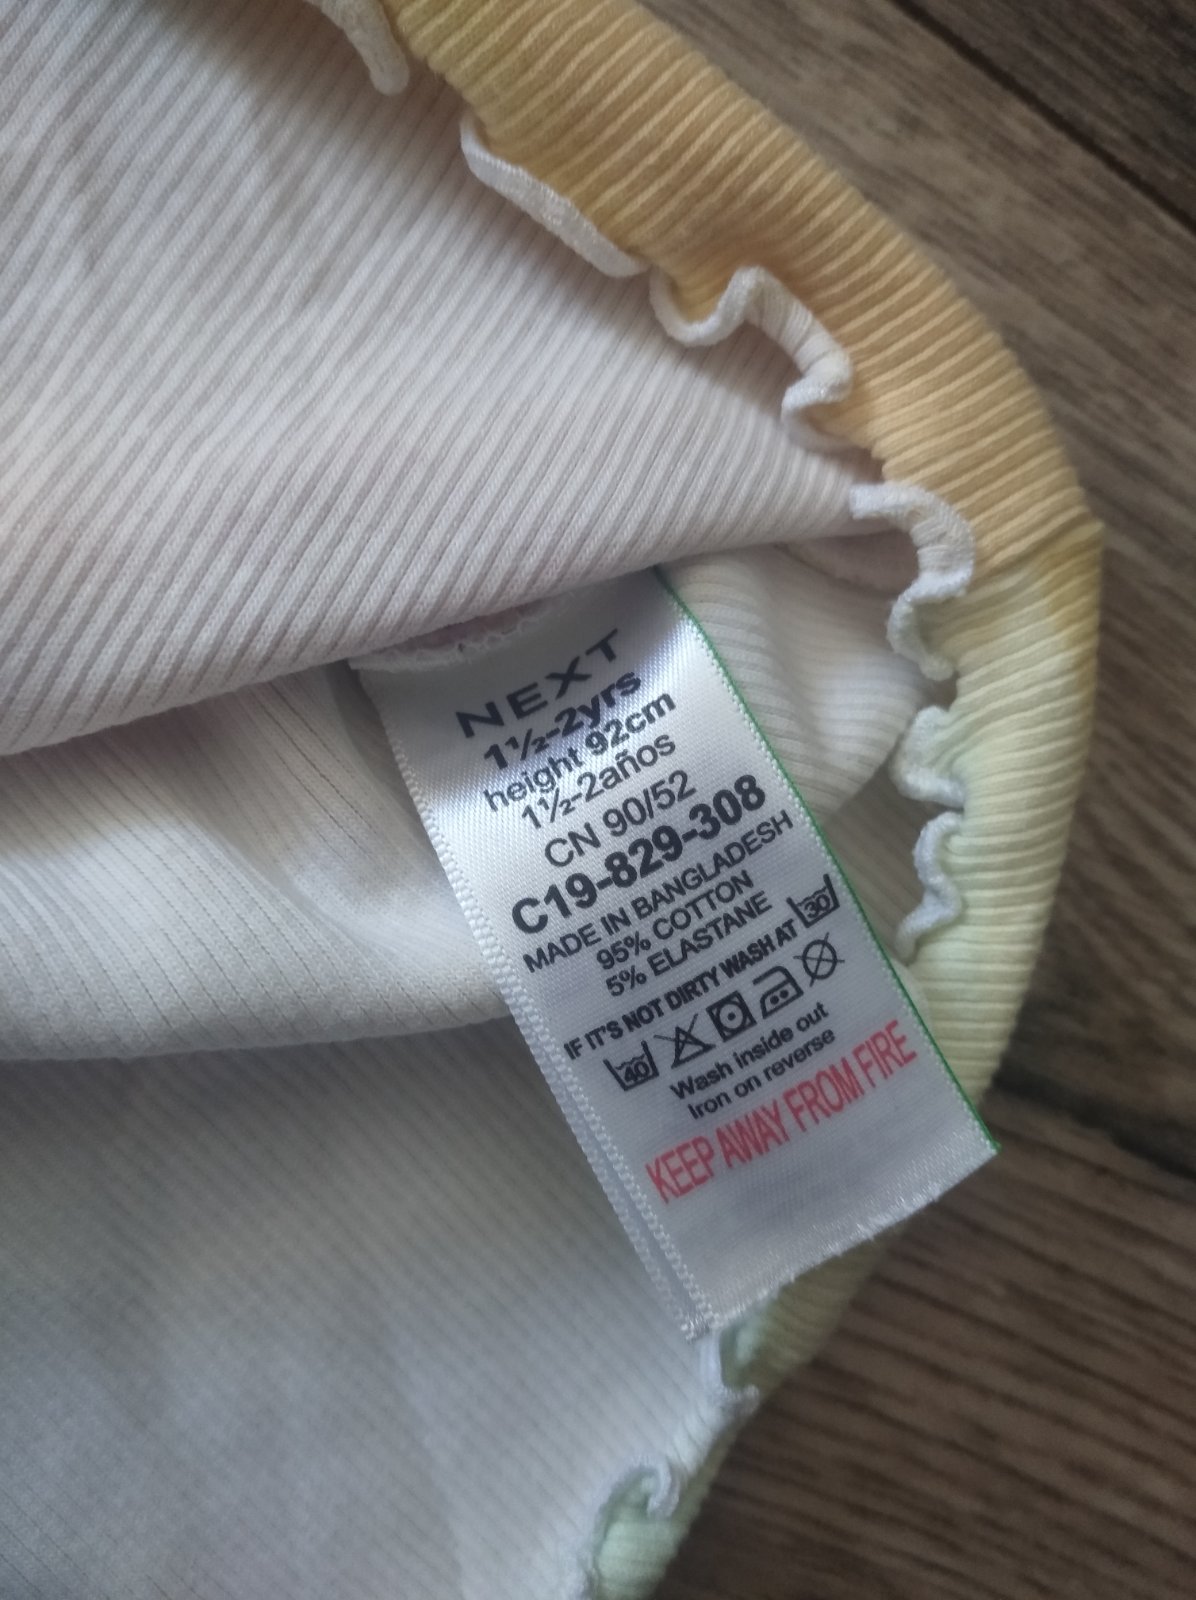 NEXT
1½-2yrs
height 92cm
1½-2años
CN 90/52
C19-829-308
MADE IN BANGLADESH
95% COTTON
5% ELASTANE
IF IT'S NOT DIRTY WASH AT 30
40
Wash inside out
Iron on reverse
KEEP AWAY FROM FIRE